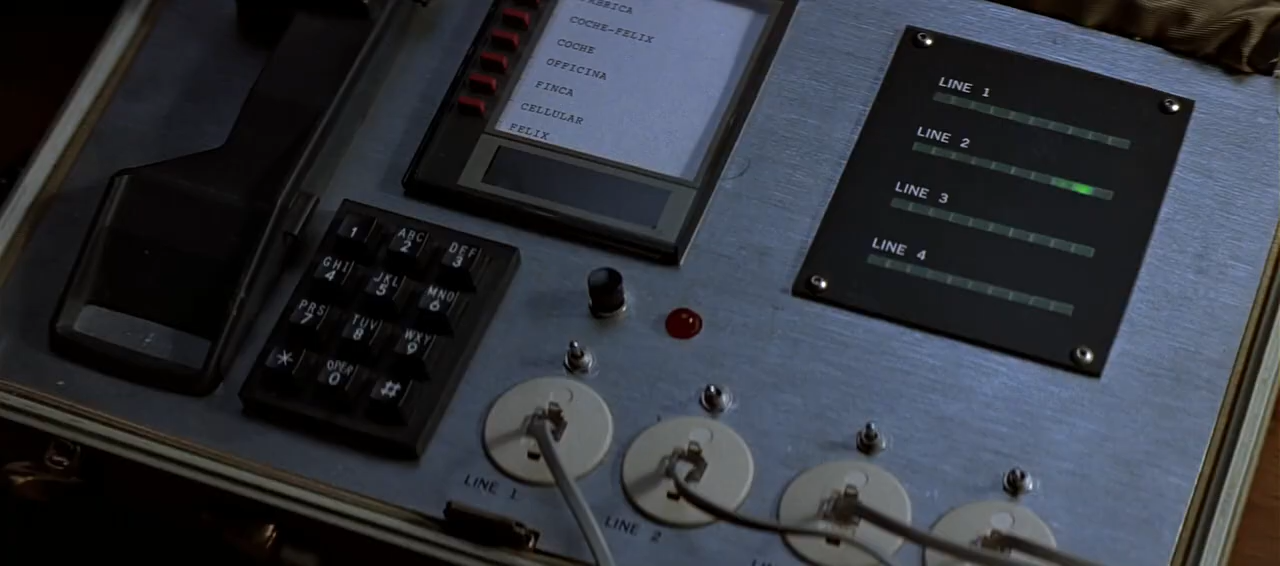 FABRICA
COCHE-FELIX
COCHE
OFFICINA
FINCA
CELLULAR
FELIX
LINE 1
LINE 2
LINE 3
LINE 4
1
ABC
2
DEF
3
GHI
4
JKL
5
MNO
6
PRS
7
TUV
8
WXY
9
*
OPER
0
#
LINE 1
LINE 2